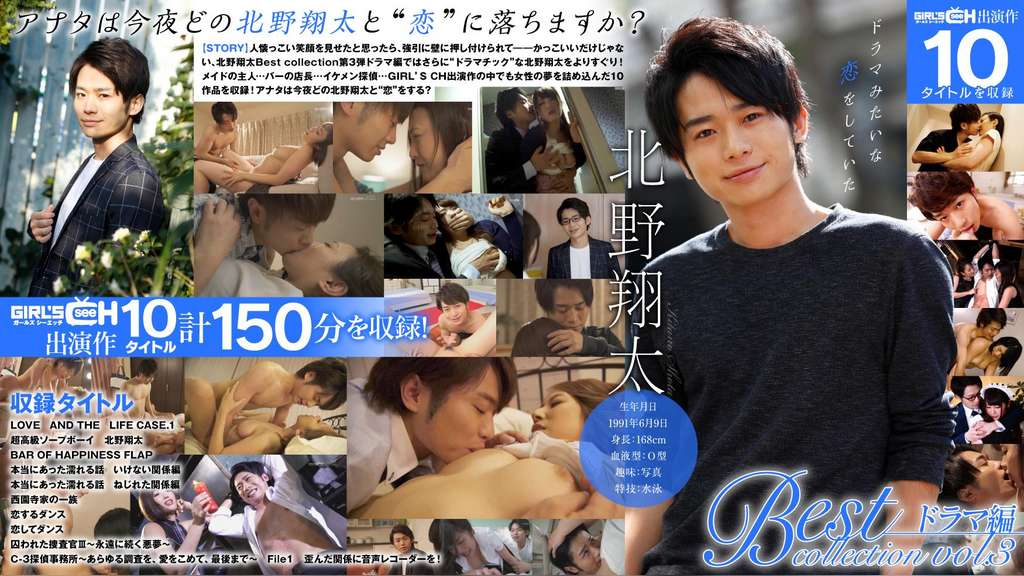 アナタは今夜どの北野翔太と“恋”に落ちますか?
【STORY】人懐っこい笑顔を見せたと思ったら、強引に壁に押し付けられて――かっこいいだけじゃな
い、北野翔太Best collection第3弾ドラマ編ではさらに“ドラマチック”な北野翔太をよりすぐり!
メイドの主人…バーの店長…イケメン探偵…GIRL’S CH出演作の中でも女性の夢を詰め込んだ10
作品を収録!アナタは今夜どの北野翔太と“恋”をする?
GIRL'S See CH
ガールズ シーエッチ
出演作
10
タイトル
計150分を収録!
収録タイトル
LOVE AND THE LIFE CASE.1
超高級ソープボーイ 北野翔太
BAR OF HAPPINESS FLAP
本当にあった濡れる話 いけない関係編
本当にあった濡れる話 ねじれた関係編
西園寺家の一族
恋するダンス
恋してダンス
囚われた捜査官Ⅲ~永遠に続く悪夢~
C-3探偵事務所~あらゆる調査を、愛をこめて、最後まで~ File1 歪んだ関係に音声レコーダーを!
ドラマみたいな
恋をしていた
北野翔太
生年月日
1991年6月9日
身長:168cm
血液型:O型
趣味:写真
特技:水泳
GIRL'S See CH 出演作
10
タイトルを収録
Best
collection vol.3
ドラマ編